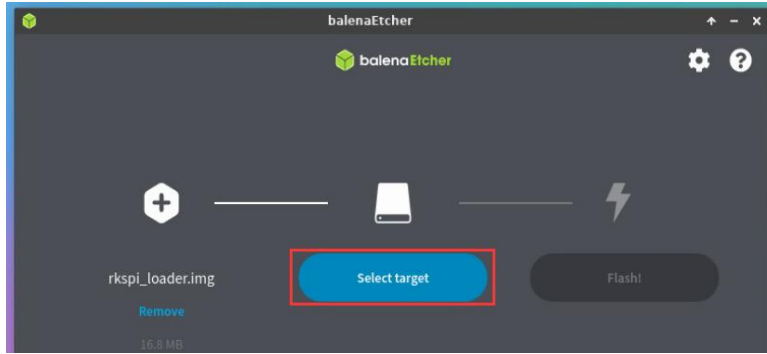 balenaEtcher
balenaEtcher
rkspi_loader.img
Select target
Flash!
Remove
16.8 MB